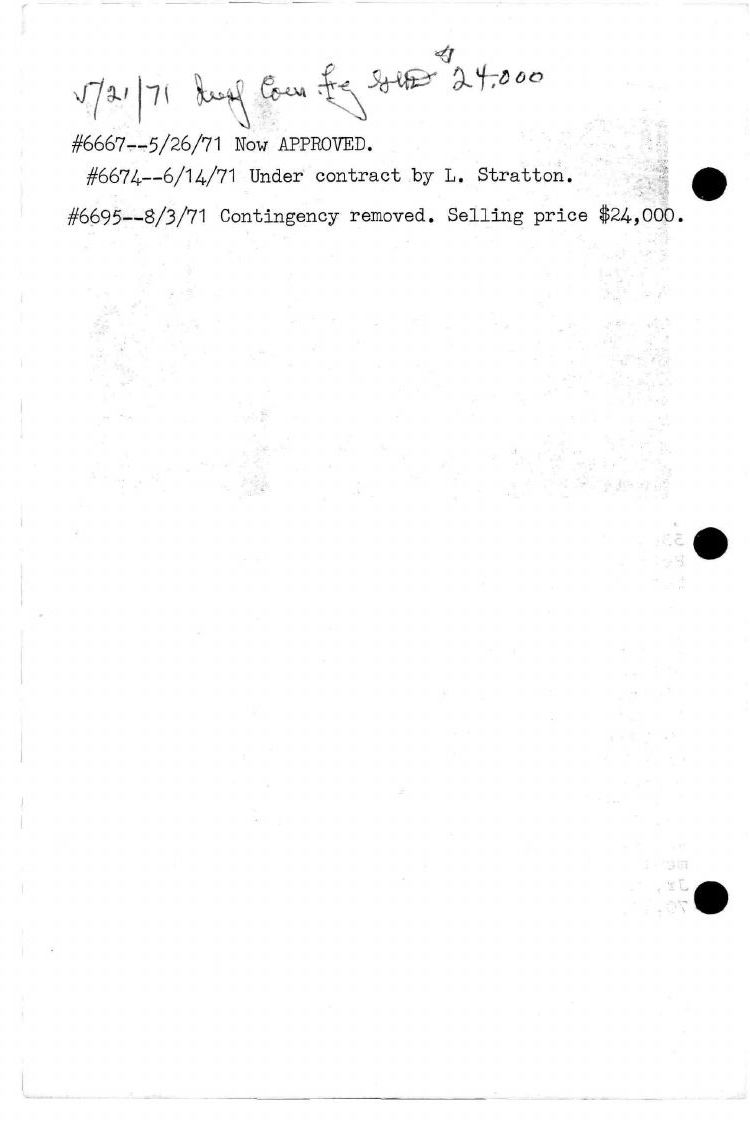 5/21/71 $24,000
#6667--5/26/71 Now APPROVED.
#6674--6/14/71 Under contract by L. Stratton.
#6695--8/3/71 Contingency removed. Selling price $24,000.